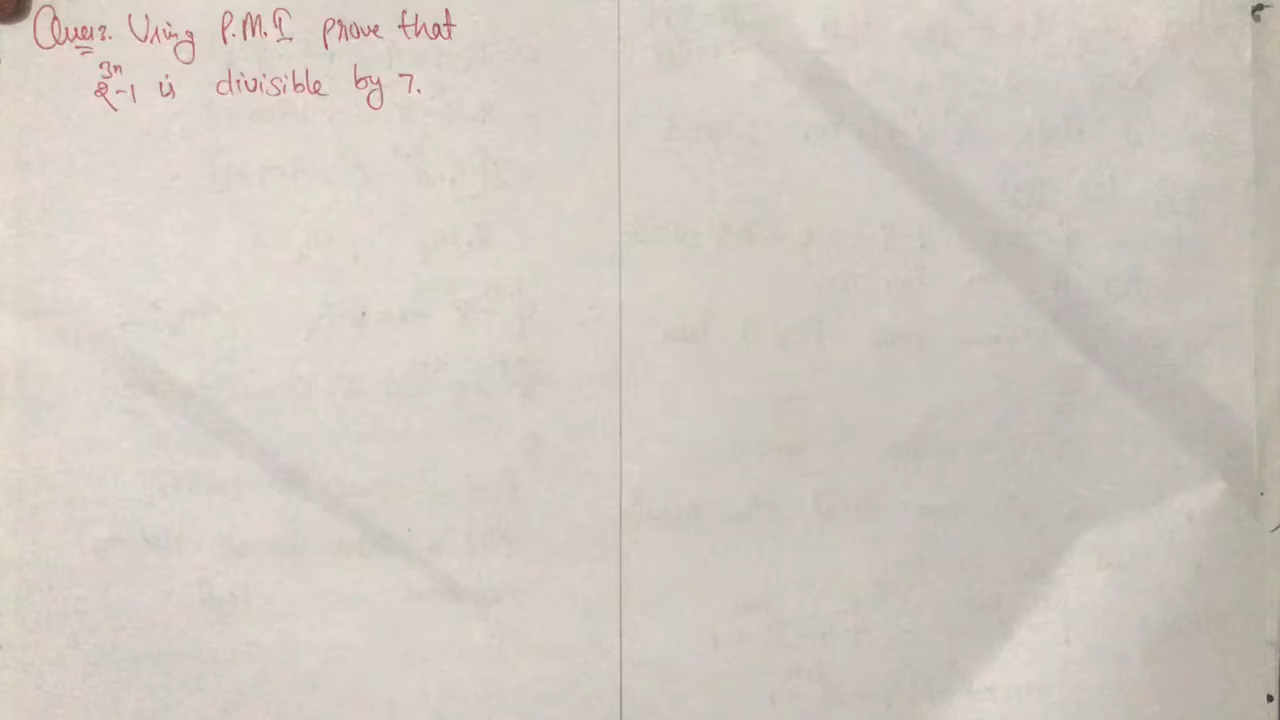 Ques. Using P.M.I prove that
2^{3n}-1 is divisible by 7.